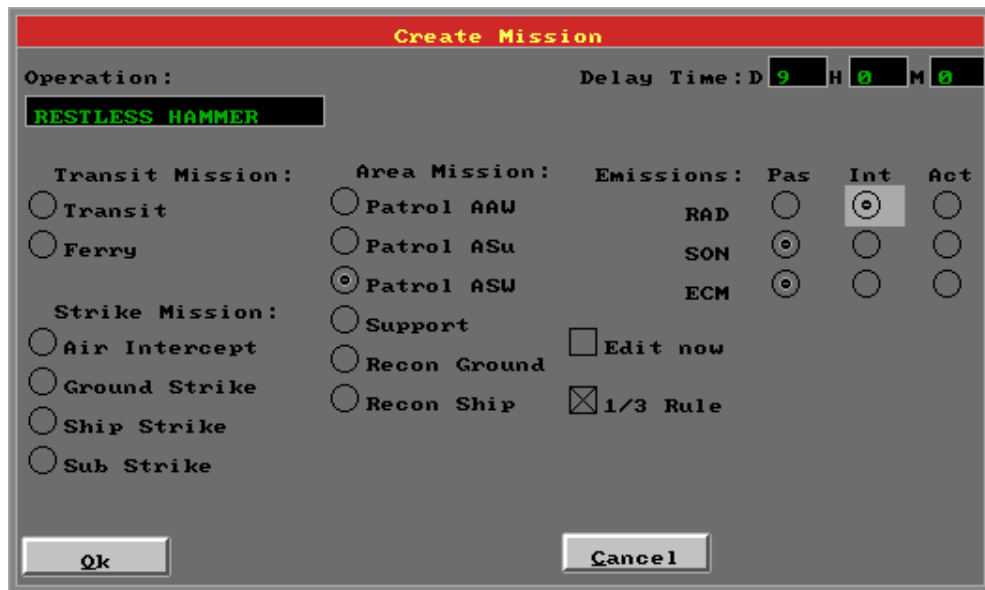 Create Mission
Operation: Delay Time:D 9 H 0 M 0
RESTLESS HAMMER
Transit Mission: Area Mission: Emissions: Pas Int Act
Transit Patrol AAW RAD
Ferry Patrol ASu SON
Patrol ASW ECM
Strike Mission: Support
Air Intercept Recon Ground Edit now
Ground Strike Recon Ship 1/3 Rule
Ship Strike
Sub Strike
Ok Cancel